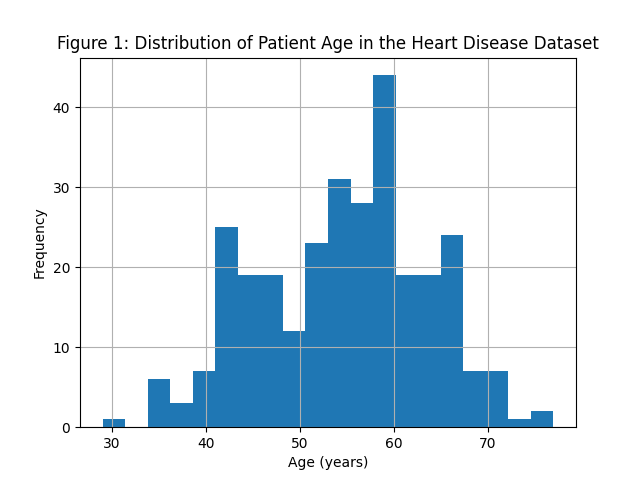 Figure 1: Distribution of Patient Age in the Heart Disease Dataset
40
30
20
10
0
Frequency
30 40 50 60 70
Age (years)